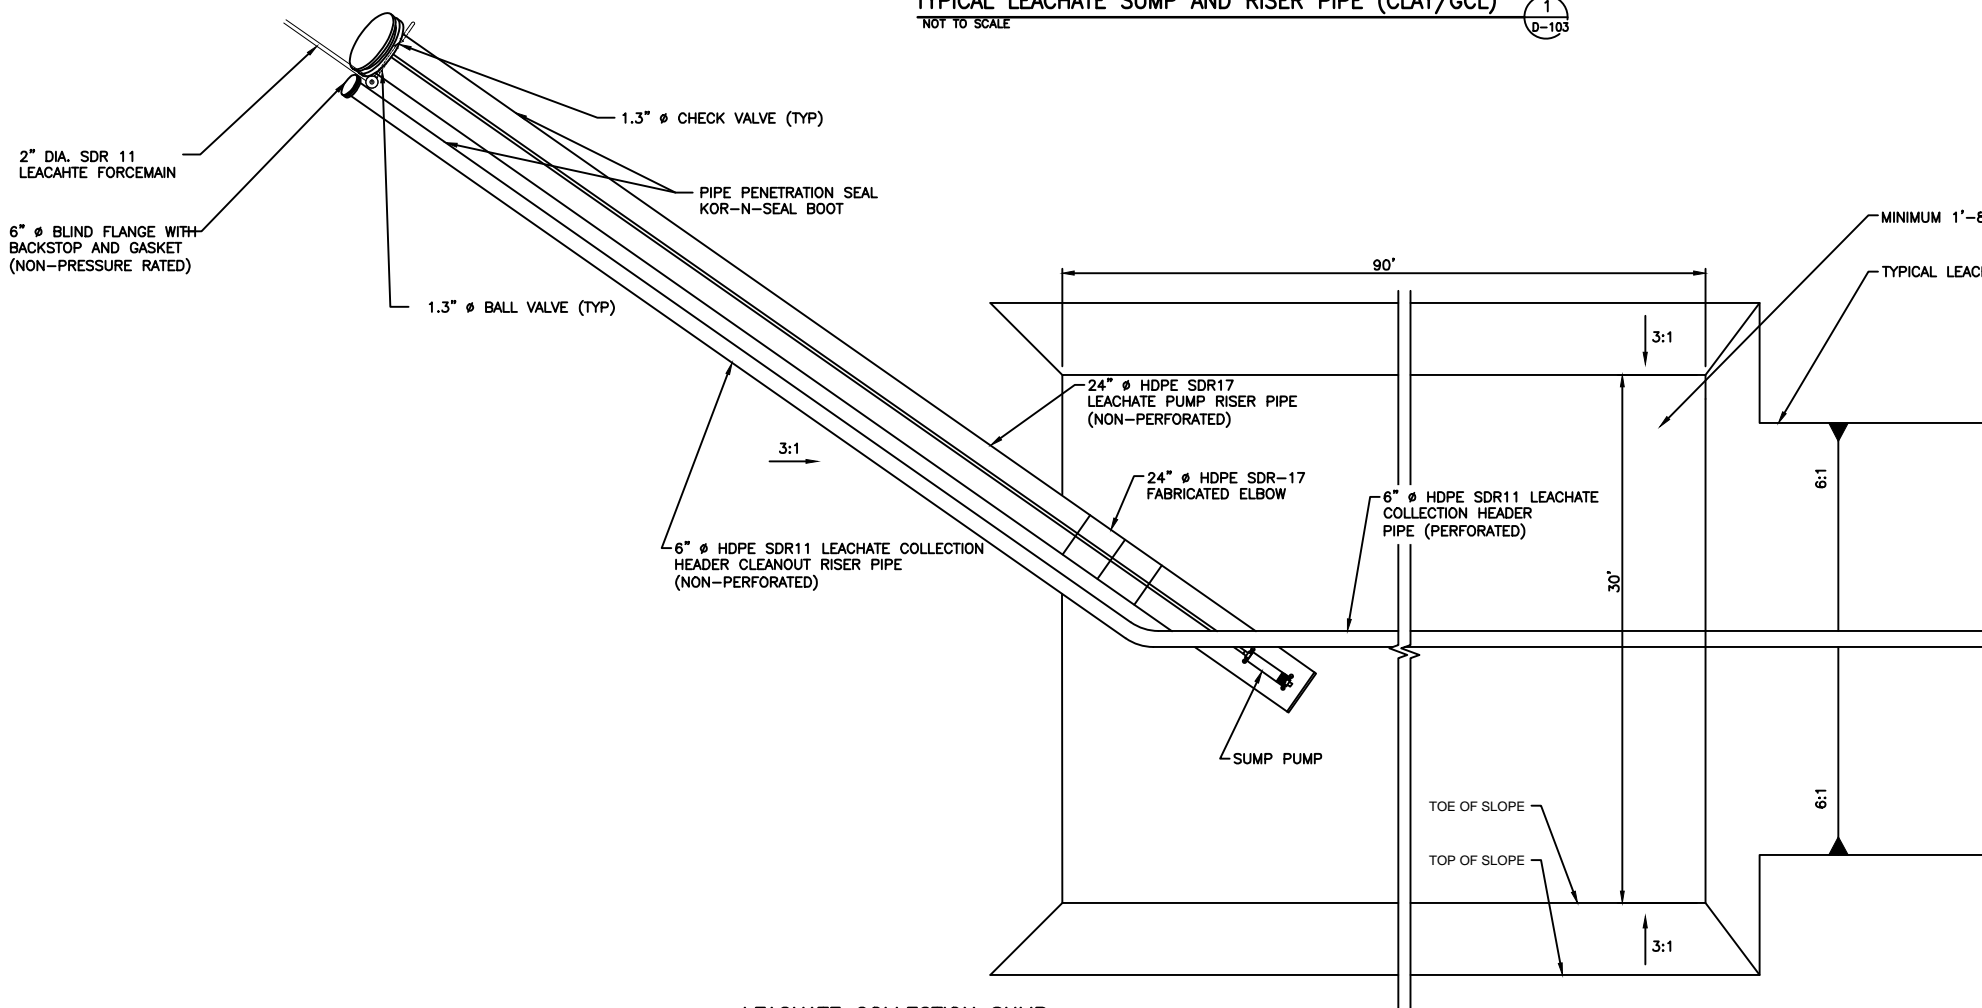 TYPICAL LEACHATE SUMP AND RISER PIPE (CLAY/GCL)
NOT TO SCALE
1
D-103
1.3" ø CHECK VALVE (TYP)
2" DIA. SDR 11
LEACAHTE FORCEMAIN
PIPE PENETRATION SEAL
KOR-N-SEAL BOOT
6" ø BLIND FLANGE WITH
BACKSTOP AND GASKET
(NON-PRESSURE RATED)
MINIMUM 1'-8
90'
TYPICAL LEAC
1.3" ø BALL VALVE (TYP)
3:1
24" ø HDPE SDR17
LEACHATE PUMP RISER PIPE
(NON-PERFORATED)
3:1
24" ø HDPE SDR-17
FABRICATED ELBOW
6:1
6" ø HDPE SDR11 LEACHATE
COLLECTION HEADER
PIPE (PERFORATED)
6" ø HDPE SDR11 LEACHATE COLLECTION
HEADER CLEANOUT RISER PIPE
(NON-PERFORATED)
30'
SUMP PUMP
6:1
TOE OF SLOPE
TOP OF SLOPE
3:1
LEACHATE COLLECTION SUMP